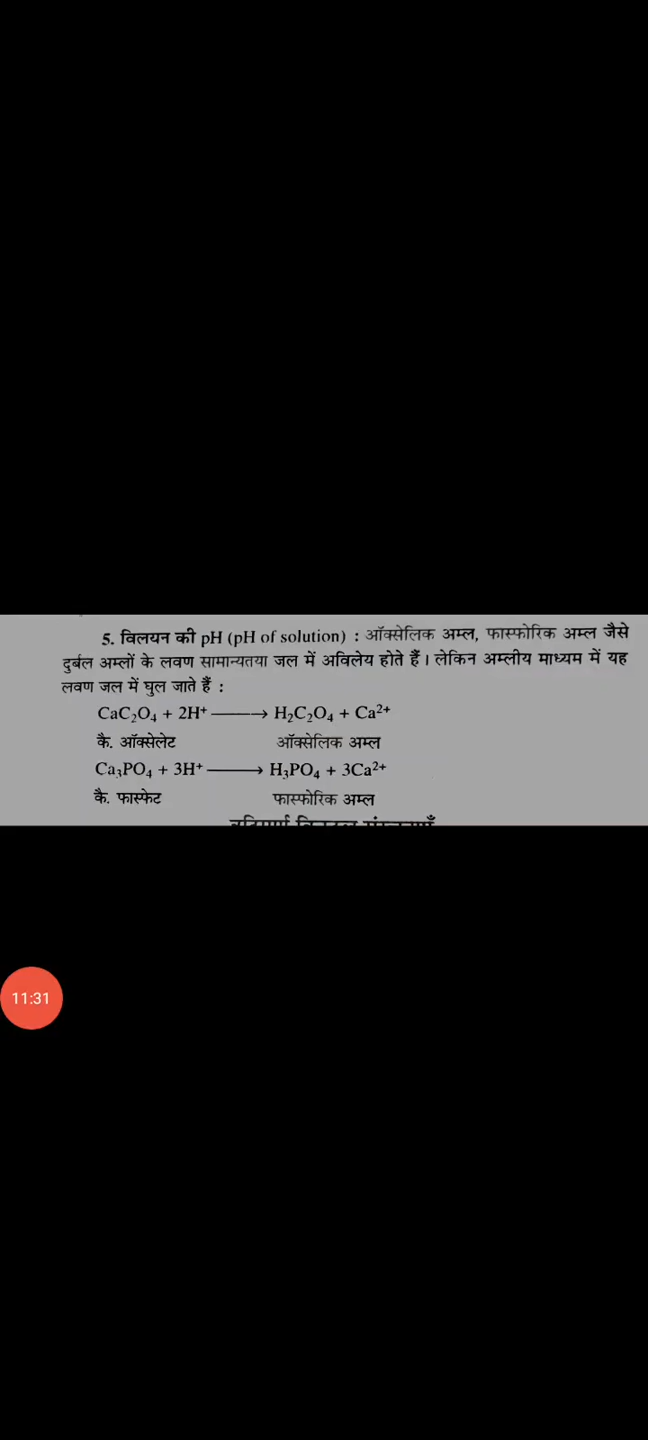 5. विलयन की pH (pH of solution) : ऑक्सेलिक अम्ल, फास्फोरिक अम्ल जैसे
दुर्बल अम्लों के लवण सामान्यतया जल में अविलेय होते हैं। लेकिन अम्लीय माध्यम में यह
लवण जल में घुल जाते हैं :
CaC₂O₄ + 2H⁺ ⟶ H₂C₂O₄ + Ca²⁺
कै. ऑक्सेलेट ऑक्सेलिक अम्ल
Ca₃PO₄ + 3H⁺ ⟶ H₃PO₄ + 3Ca²⁺
कै. फास्फेट फास्फोरिक अम्ल
11:31